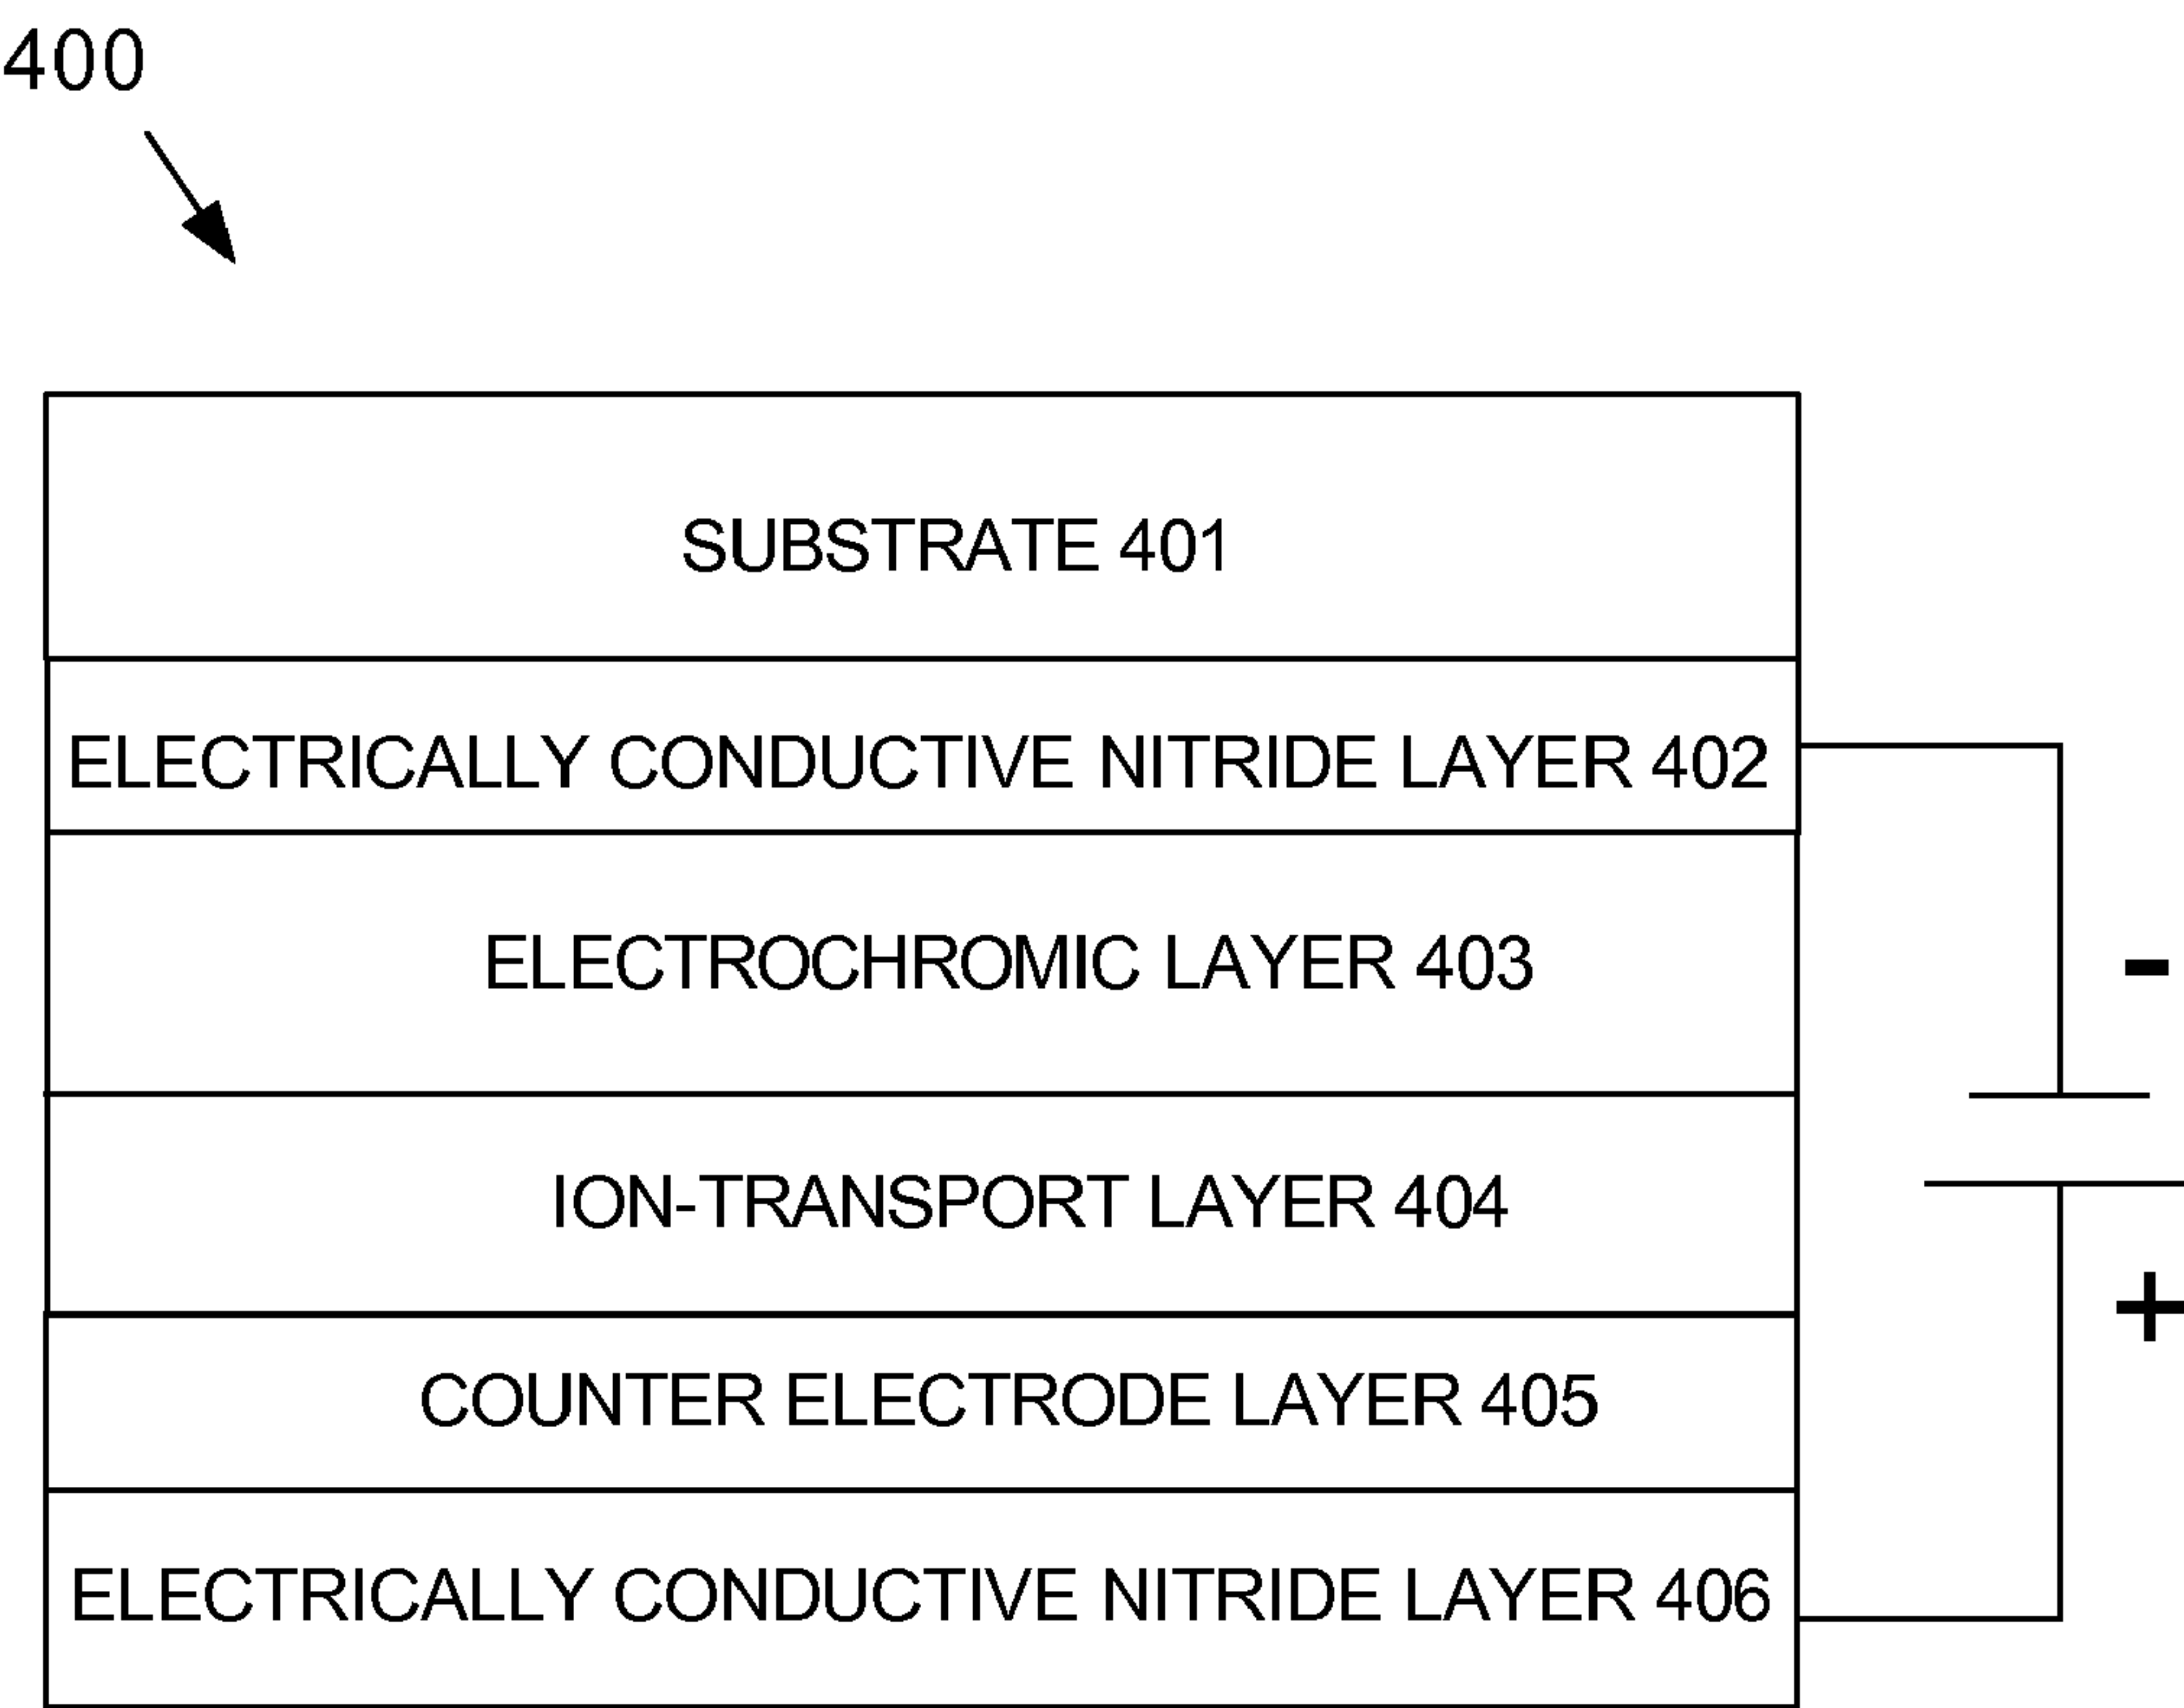 400
SUBSTRATE 401
ELECTRICALLY CONDUCTIVE NITRIDE LAYER 402
ELECTROCHROMIC LAYER 403
-
ION-TRANSPORT LAYER 404
+
COUNTER ELECTRODE LAYER 405
ELECTRICALLY CONDUCTIVE NITRIDE LAYER 406